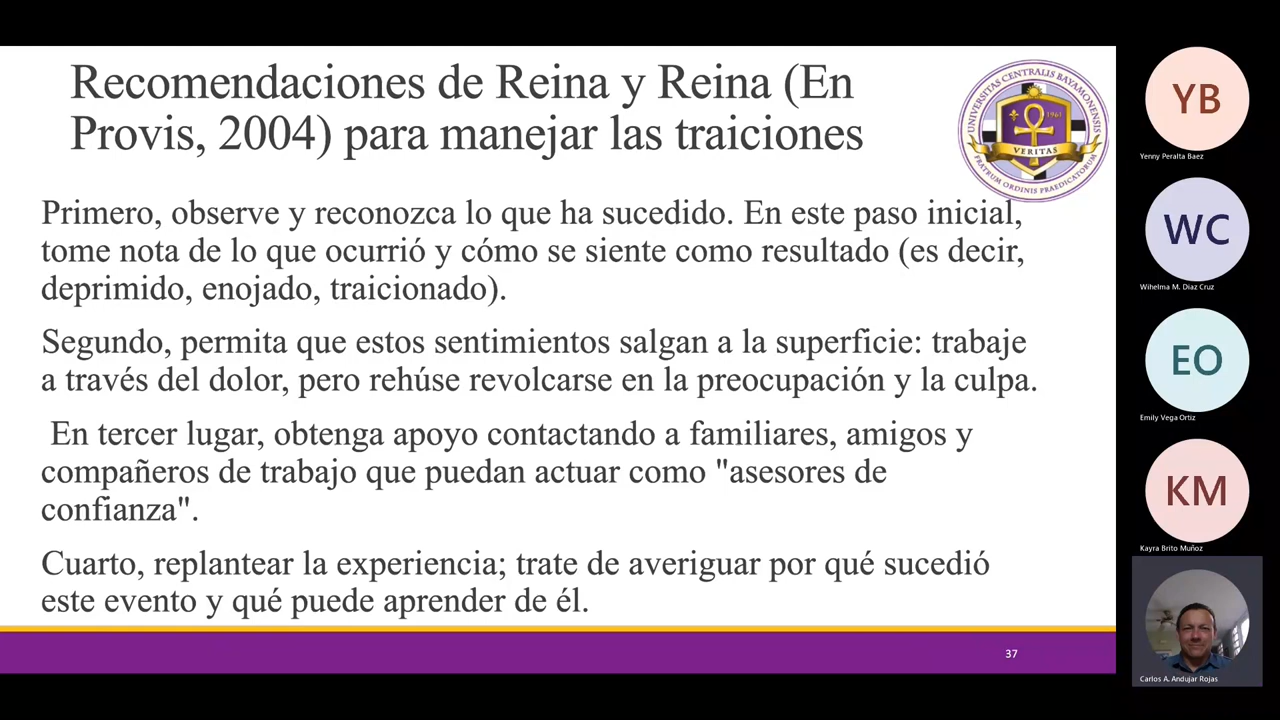 Recomendaciones de Reina y Reina (En
Provis, 2004) para manejar las traiciones
UNIVERSITAS CENTRALIS BAYAMONENSIS
1961
VERITAS
FRATRUM ORDINIS PRAEDICATORUM
Primero, observe y reconozca lo que ha sucedido. En este paso inicial,
tome nota de lo que ocurrió y cómo se siente como resultado (es decir,
deprimido, enojado, traicionado).
Segundo, permita que estos sentimientos salgan a la superficie: trabaje
a través del dolor, pero rehúse revolcarse en la preocupación y la culpa.
En tercer lugar, obtenga apoyo contactando a familiares, amigos y
compañeros de trabajo que puedan actuar como "asesores de
confianza".
Cuarto, replantear la experiencia; trate de averiguar por qué sucedió
este evento y qué puede aprender de él.
37
YB
Yenny Peralta Baez
WC
Wihelma M. Diaz Cruz
EO
Emily Vega Ortiz
KM
Kayra Brito Muñoz
Carlos A. Andujar Rojas